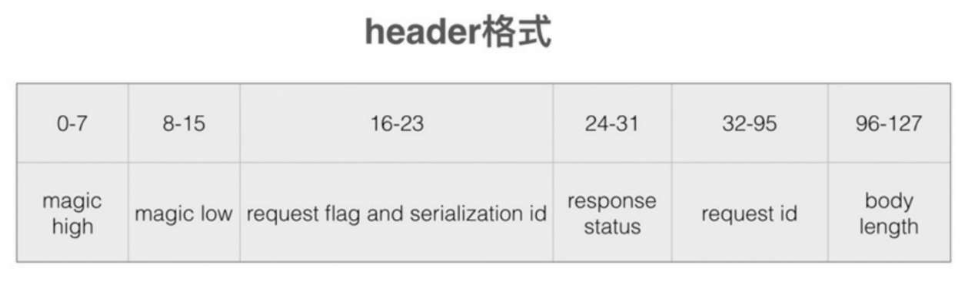 header格式
0-7 8-15 16-23 24-31 32-95 96-127
magic high magic low request flag and serialization id response status request id body length